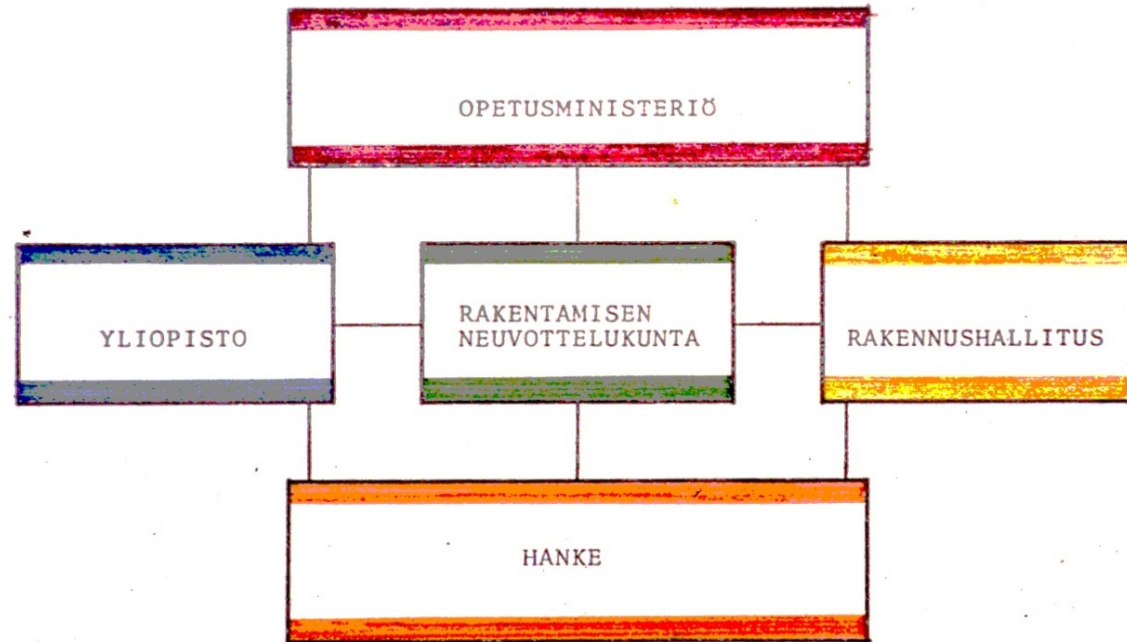 OPETUSMINISTERIÖ
YLIOPISTO
RAKENTAMISEN
NEUVOTTELUKUNTA
RAKENNUSHALLITUS
HANKE